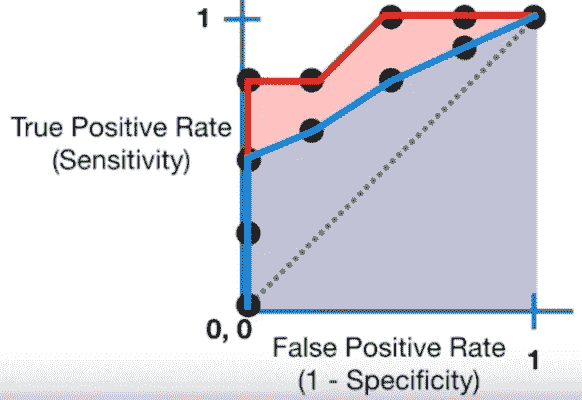 1
True Positive Rate
(Sensitivity)
0, 0
False Positive Rate
1
(1 - Specificity)